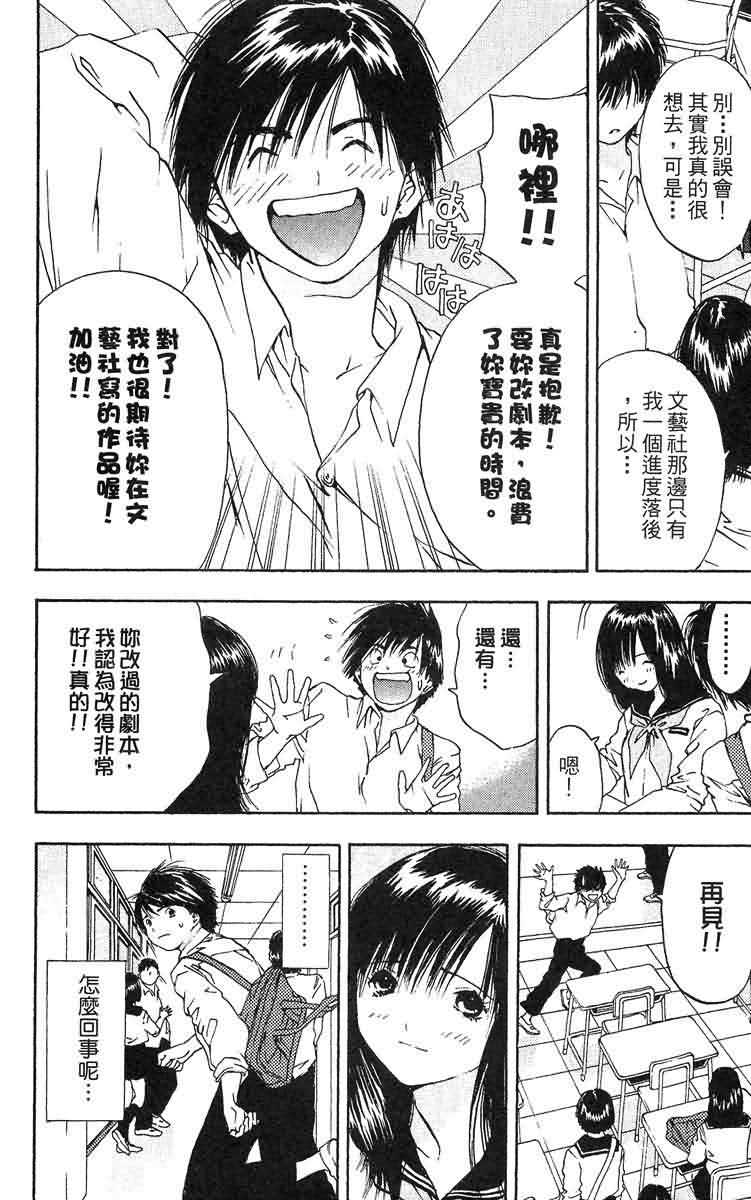 別…別誤會！
其實我真的很
想去，可是…
文藝社那邊只有
我一個進度落後
，所以…
哪裡!!
あはは
はは
真是抱歉！
要妳改劇本，浪費
了妳寶貴的時間。
對了！
我也很期待妳在文
藝社寫的作品喔！
加油!!
………
嗯！
還…
還有…
妳改過的劇本，
我認為改得非常
好!!真的!!
再見!!
…………
怎麼回事呢…